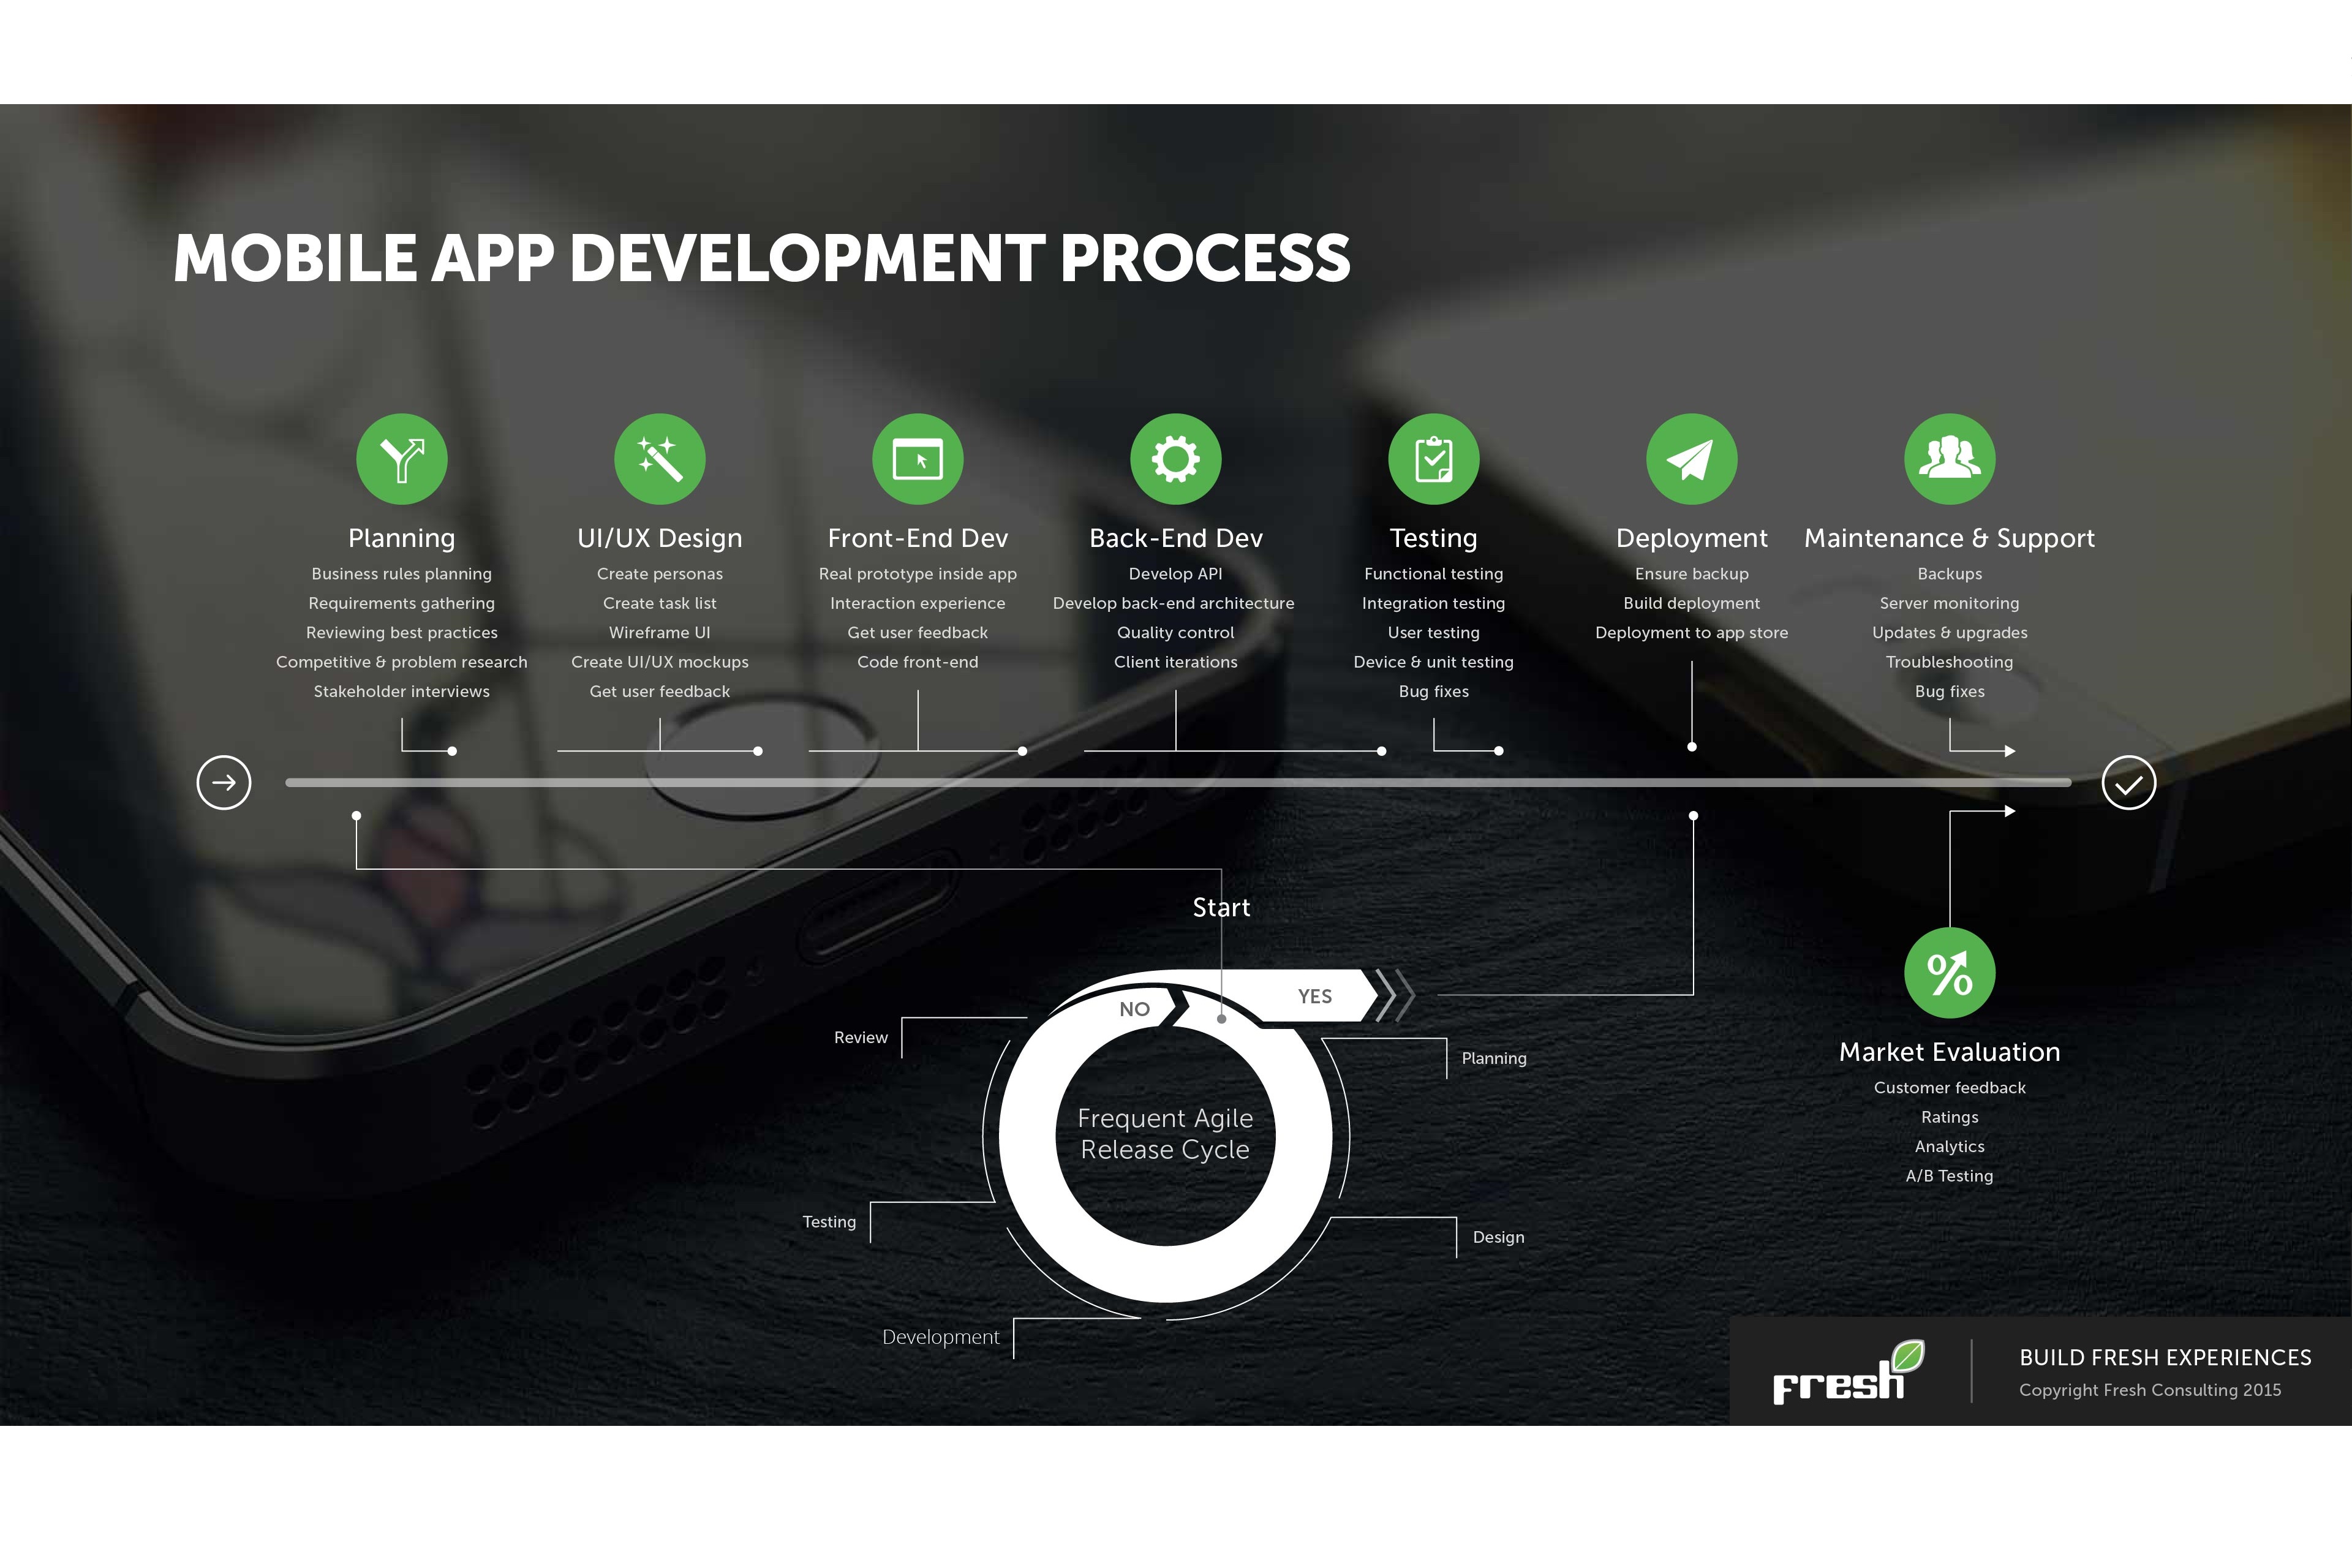 MOBILE APP DEVELOPMENT PROCESS
Planning
Business rules planning
Requirements gathering
Reviewing best practices
Competitive & problem research
Stakeholder interviews
UI/UX Design
Create personas
Create task list
Wireframe UI
Create UI/UX mockups
Get user feedback
Front-End Dev
Real prototype inside app
Interaction experience
Get user feedback
Code front-end
Back-End Dev
Develop API
Develop back-end architecture
Quality control
Client iterations
Testing
Functional testing
Integration testing
User testing
Device & unit testing
Bug fixes
Deployment
Ensure backup
Build deployment
Deployment to app store
Maintenance & Support
Backups
Server monitoring
Updates & upgrades
Troubleshooting
Bug fixes
Start
NO
YES
Review
Planning
Frequent Agile
Release Cycle
Testing
Design
Development
%
Market Evaluation
Customer feedback
Ratings
Analytics
A/B Testing
fresh
BUILD FRESH EXPERIENCES
Copyright Fresh Consulting 2015